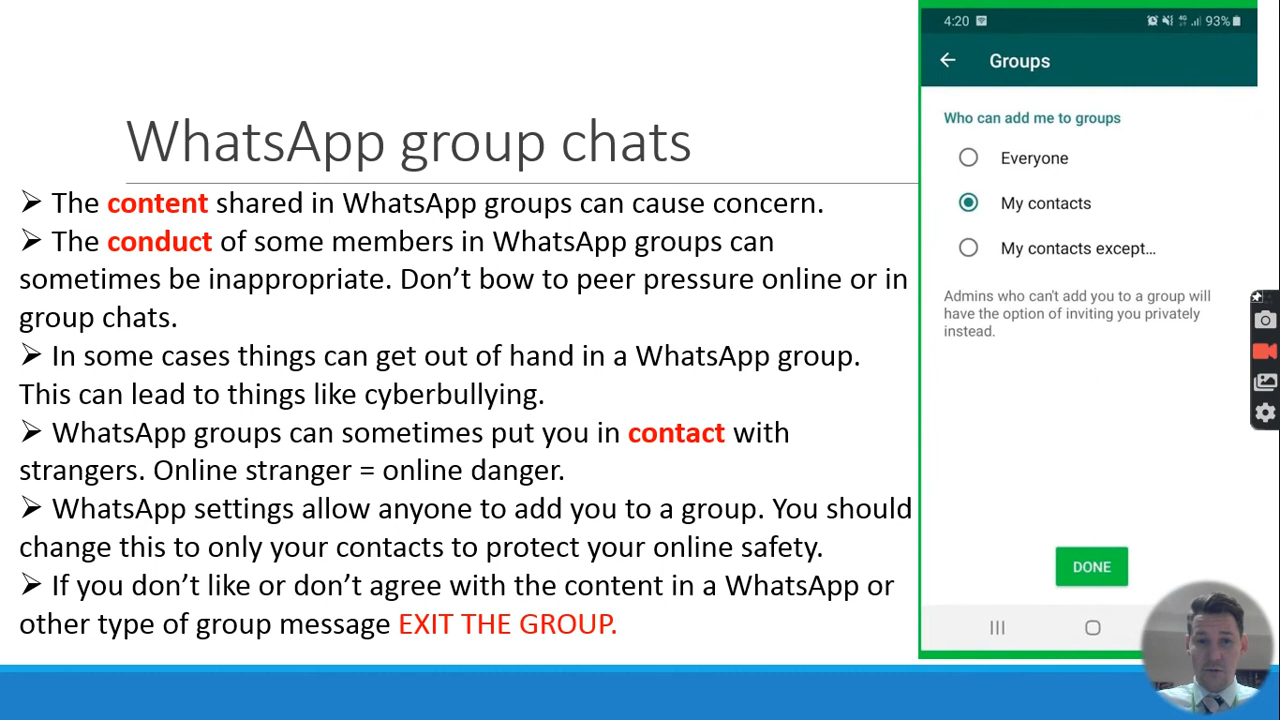 WhatsApp group chats
➢ The content shared in WhatsApp groups can cause concern.
➢ The conduct of some members in WhatsApp groups can
sometimes be inappropriate. Don’t bow to peer pressure online or in
group chats.
➢ In some cases things can get out of hand in a WhatsApp group.
This can lead to things like cyberbullying.
➢ WhatsApp groups can sometimes put you in contact with
strangers. Online stranger = online danger.
➢ WhatsApp settings allow anyone to add you to a group. You should
change this to only your contacts to protect your online safety.
➢ If you don’t like or don’t agree with the content in a WhatsApp or
other type of group message EXIT THE GROUP.
4:20 4G 93%
Groups
Who can add me to groups
Everyone
My contacts
My contacts except...
Admins who can't add you to a group will
have the option of inviting you privately
instead.
DONE